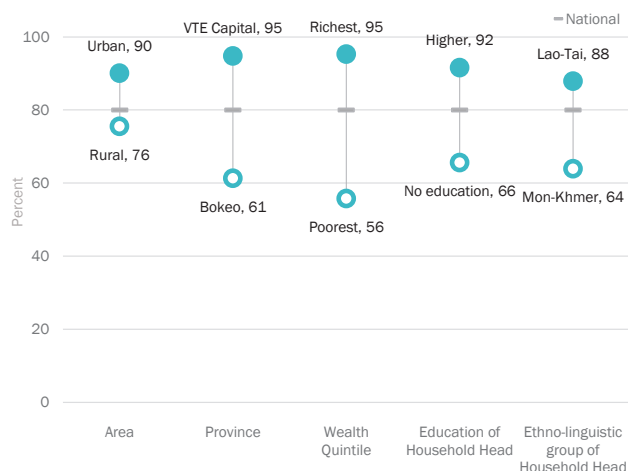 National
100
80
60
40
20
0
Percent
Urban, 90
VTE Capital, 95
Richest, 95
Higher, 92
Lao-Tai, 88
Rural, 76
Bokeo, 61
Poorest, 56
No education, 66
Mon-Khmer, 64
Area
Province
Wealth
Quintile
Education of
Household Head
Ethno-linguistic
group of
Household Head